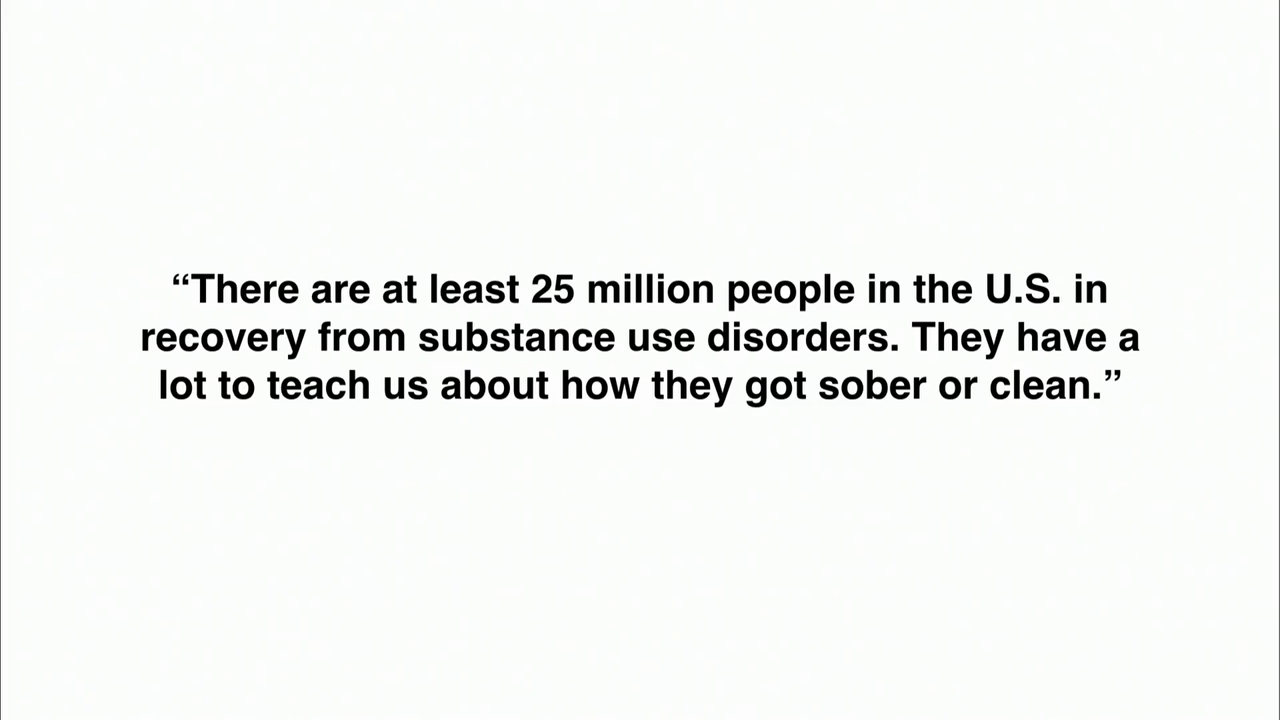 “There are at least 25 million people in the U.S. in
recovery from substance use disorders. They have a
lot to teach us about how they got sober or clean.”